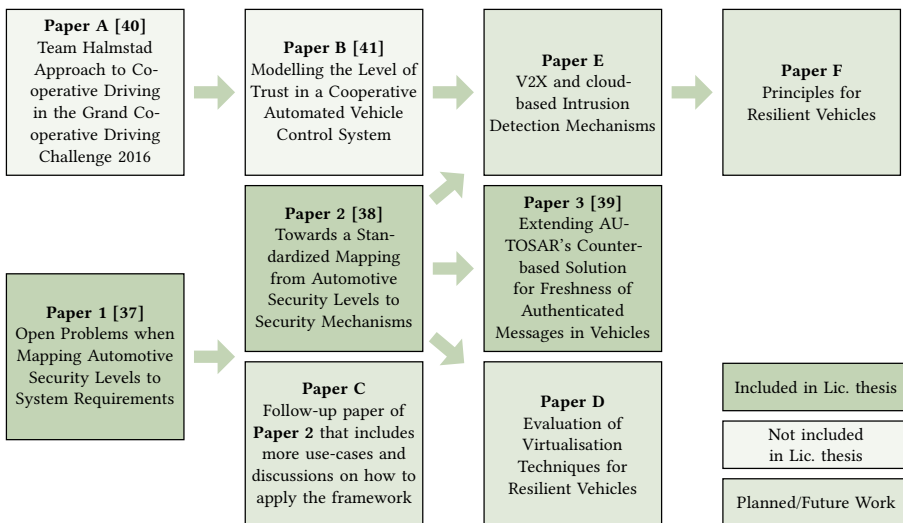 Paper A [40]
Team Halmstad
Approach to Co-
operative Driving
in the Grand Co-
operative Driving
Challenge 2016
Paper B [41]
Modelling the Level of
Trust in a Cooperative
Automated Vehicle
Control System
Paper E
V2X and cloud-
based Intrusion
Detection Mechanisms
Paper F
Principles for
Resilient Vehicles
Paper 1 [37]
Open Problems when
Mapping Automotive
Security Levels to
System Requirements
Paper 2 [38]
Towards a Stan-
dardized Mapping
from Automotive
Security Levels to
Security Mechanisms
Paper 3 [39]
Extending AU-
TOSAR's Counter-
based Solution
for Freshness of
Authenticated
Messages in Vehicles
Paper C
Follow-up paper of
Paper 2 that includes
more use-cases and
discussions on how to
apply the framework
Paper D
Evaluation of
Virtualisation
Techniques for
Resilient Vehicles
Included in Lic. thesis
Not included
in Lic. thesis
Planned/Future Work